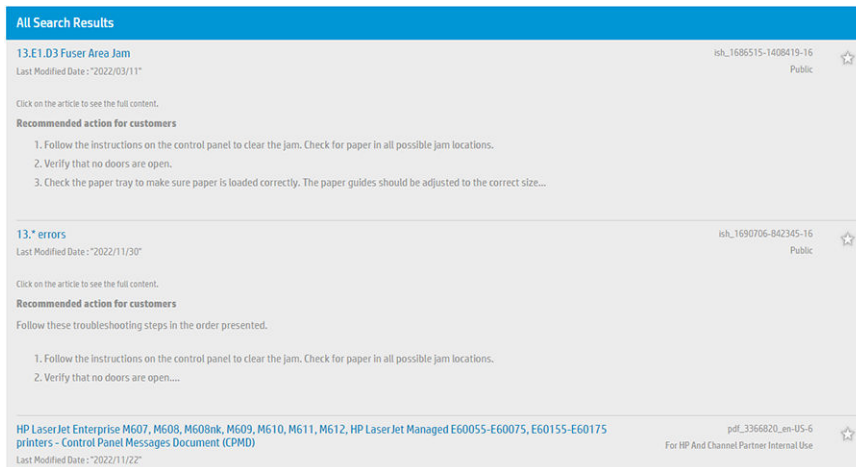 All Search Results
13.E1.D3 Fuser Area Jam
ish_1686515-1408419-16
Last Modified Date : "2022/03/11"
Public
Click on the article to see the full content.
Recommended action for customers
1. Follow the instructions on the control panel to clear the jam. Check for paper in all possible jam locations.
2. Verify that no doors are open.
3. Check the paper tray to make sure paper is loaded correctly. The paper guides should be adjusted to the correct size...
13.* errors
ish_1690706-842345-16
Last Modified Date : "2022/11/30"
Public
Click on the article to see the full content.
Recommended action for customers
Follow these troubleshooting steps in the order presented.
1. Follow the instructions on the control panel to clear the jam. Check for paper in all possible jam locations.
2. Verify that no doors are open....
HP LaserJet Enterprise M607, M608, M608nk, M609, M610, M611, M612, HP LaserJet Managed E60055-E60075, E60155-E60175
pdf_3366820_en-US-6
printers - Control Panel Messages Document (CPMD)
For HP And Channel Partner Internal Use
Last Modified Date : "2022/11/22"